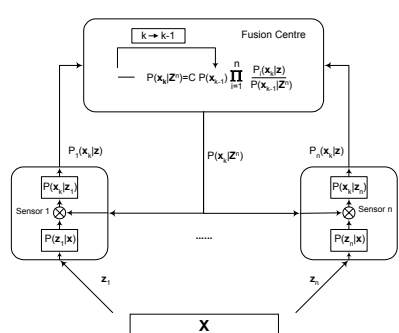 Fusion Centre
k → k-1
n
P(x_k|Z^n)=C P(x_{k-1}) ∏ P_i(x_k|z) / P(x_{k-1}|Z^n)
i=1
P_1(x_k|z)
P(x_k|Z^n)
P_n(x_k|z)
P(x_k|z_1)
P(x_k|z_n)
Sensor 1
Sensor n
P(z_1|x)
P(z_n|x)
......
z_1
z_n
X